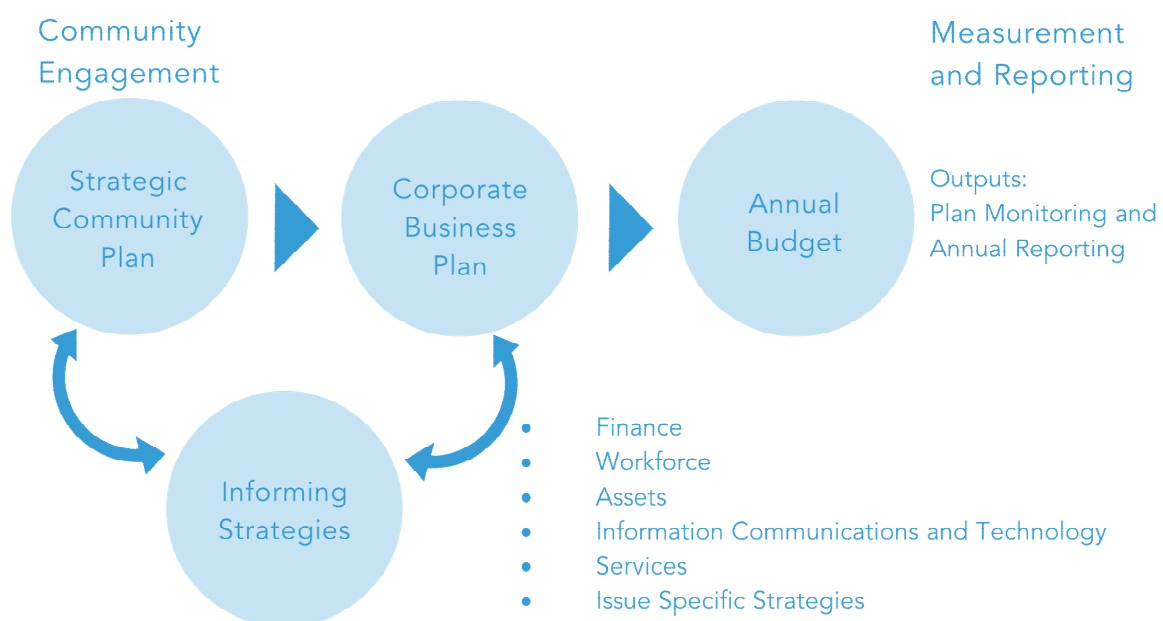 Community
Engagement
Measurement
and Reporting
Strategic
Community
Plan
Corporate
Business
Plan
Annual
Budget
Outputs:
Plan Monitoring and
Annual Reporting
Informing
Strategies
• Finance
• Workforce
• Assets
• Information Communications and Technology
• Services
• Issue Specific Strategies